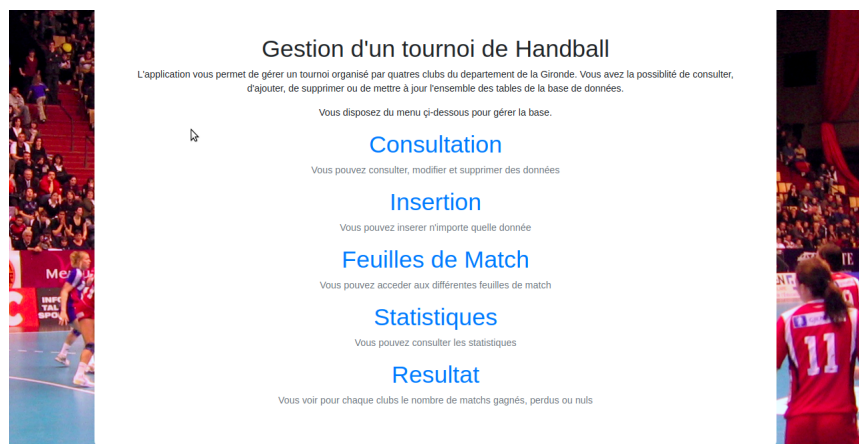 Gestion d'un tournoi de Handball
L'application vous permet de gérer un tournoi organisé par quatres clubs du departement de la Gironde. Vous avez la possiblité de consulter,
d'ajouter, de supprimer ou de mettre à jour l'ensemble des tables de la base de données.
Vous disposez du menu çi-dessous pour gérer la base.
Consultation
Vous pouvez consulter, modifier et supprimer des données
Insertion
Vous pouvez inserer n'importe quelle donnée
Feuilles de Match
Vous pouvez acceder aux différentes feuilles de match
Statistiques
Vous pouvez consulter les statistiques
Resultat
Vous voir pour chaque clubs le nombre de matchs gagnés, perdus ou nuls
11